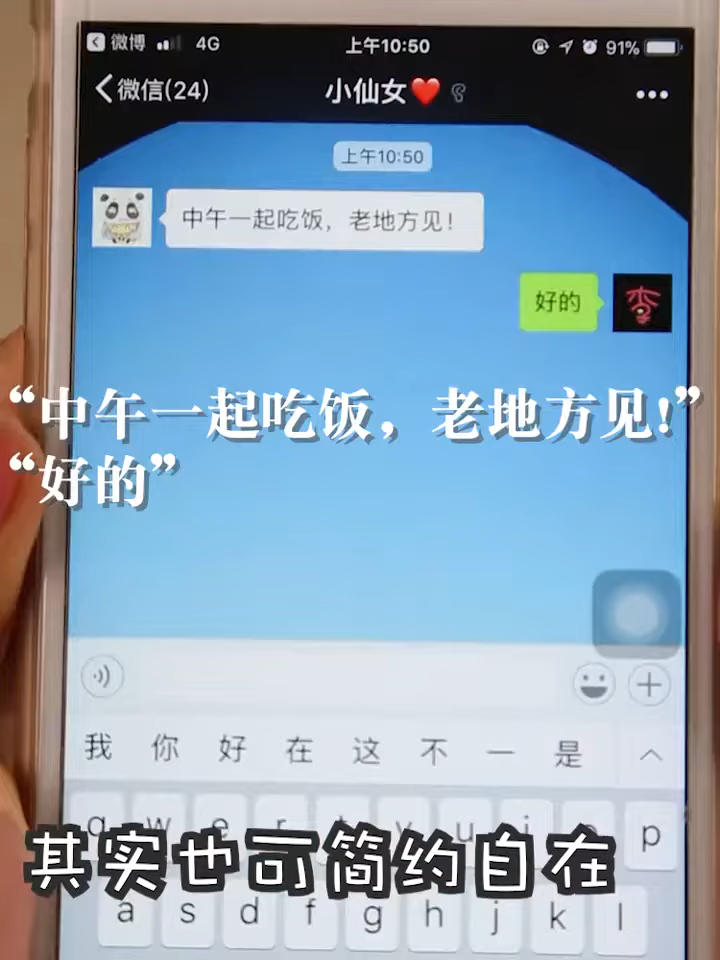 微博 4G 上午10:50 91%
微信(24) 小仙女❤️
上午10:50
中午一起吃饭，老地方见！
好的
李
“中午一起吃饭，老地方见!”
“好的”
我 你 好 在 这 不 一 是
q w e r t y u i o p
其实也可简约自在
a s d f g h j k l